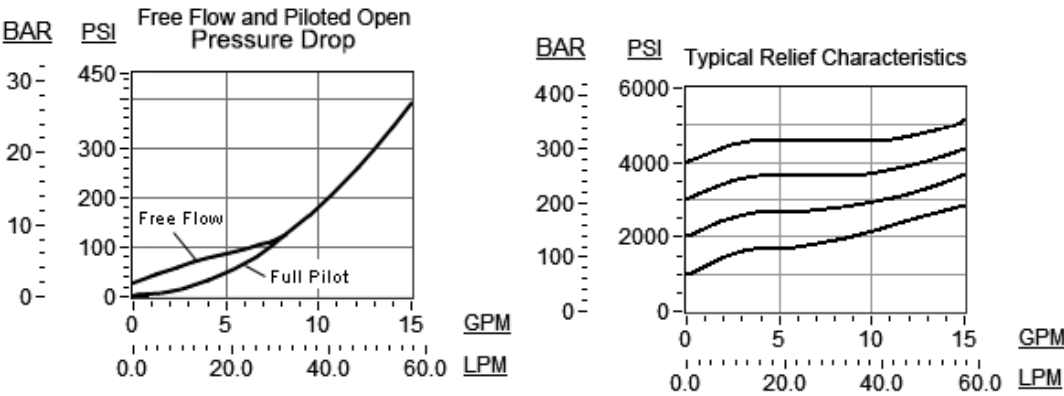 Free Flow and Piloted Open
Pressure Drop
BAR PSI
30 450
20 300
200
10 100
0 0
Free Flow
Full Pilot
0 5 10 15 GPM
0.0 20.0 40.0 60.0 LPM
Typical Relief Characteristics
BAR PSI
400 6000
300 4000
200
100 2000
0 0
0 5 10 15 GPM
0.0 20.0 40.0 60.0 LPM